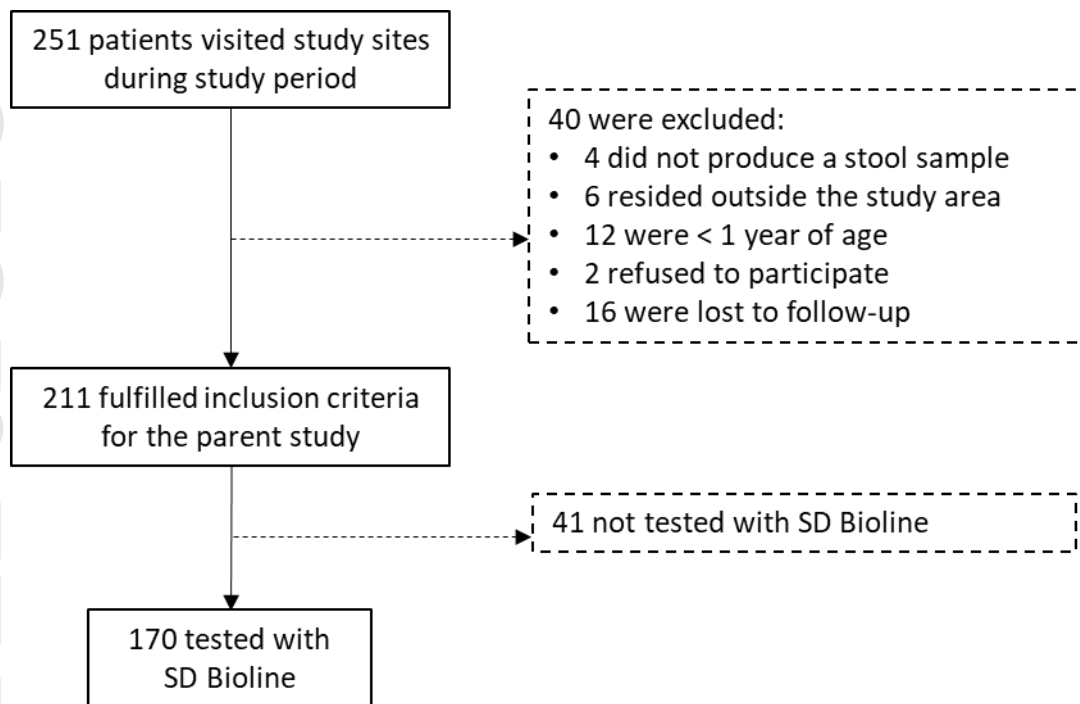 251 patients visited study sites
during study period
40 were excluded:
• 4 did not produce a stool sample
• 6 resided outside the study area
• 12 were < 1 year of age
• 2 refused to participate
• 16 were lost to follow-up
211 fulfilled inclusion criteria
for the parent study
41 not tested with SD Bioline
170 tested with
SD Bioline